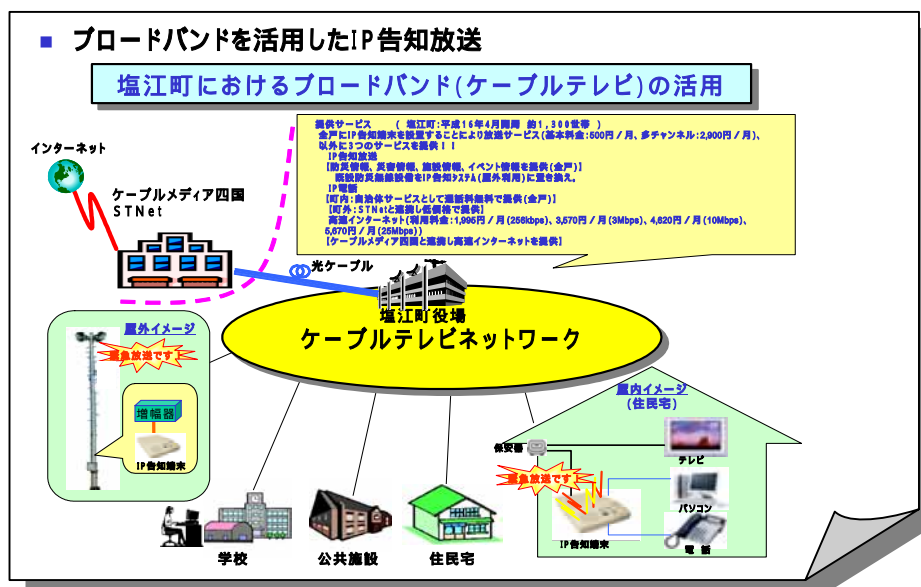 ■ ブロードバンドを活用したIP告知放送
塩江町におけるブロードバンド(ケーブルテレビ)の活用
提供サービス　　( 塩江町:平成16年4月開局 約1,300世帯 )
全戸にIP告知端末を設置することにより放送サービス(基本料金:500円/月、多チャンネル:2,900円/月)、
以外に3つのサービスを提供!!
IP告知放送
【防災情報、災害情報、施設情報、イベント情報を提供(全戸)】
既設防災無線設備をIP告知システム(屋外利用)に置き換え。
IP電話
【町内:自治体サービスとして通話料無料で提供(全戸)】
【町外:STNetと連携し低価格で提供】
高速インターネット(利用料金:1,995円/月(256kbps)、3,570円/月(3Mbps)、4,620円/月(10Mbps)、
5,670円/月(25Mbps))
【ケーブルメディア四国と連携し高速インターネットを提供】
インターネット
ケーブルメディア四国
STNet
光ケーブル
塩江町役場
ケーブルテレビネットワーク
屋外イメージ
緊急放送です!
増幅器
IP告知端末
屋内イメージ
(住民宅)
保安器
テレビ
緊急放送です!
パソコン
IP告知端末
電 話
学校
公共施設
住民宅